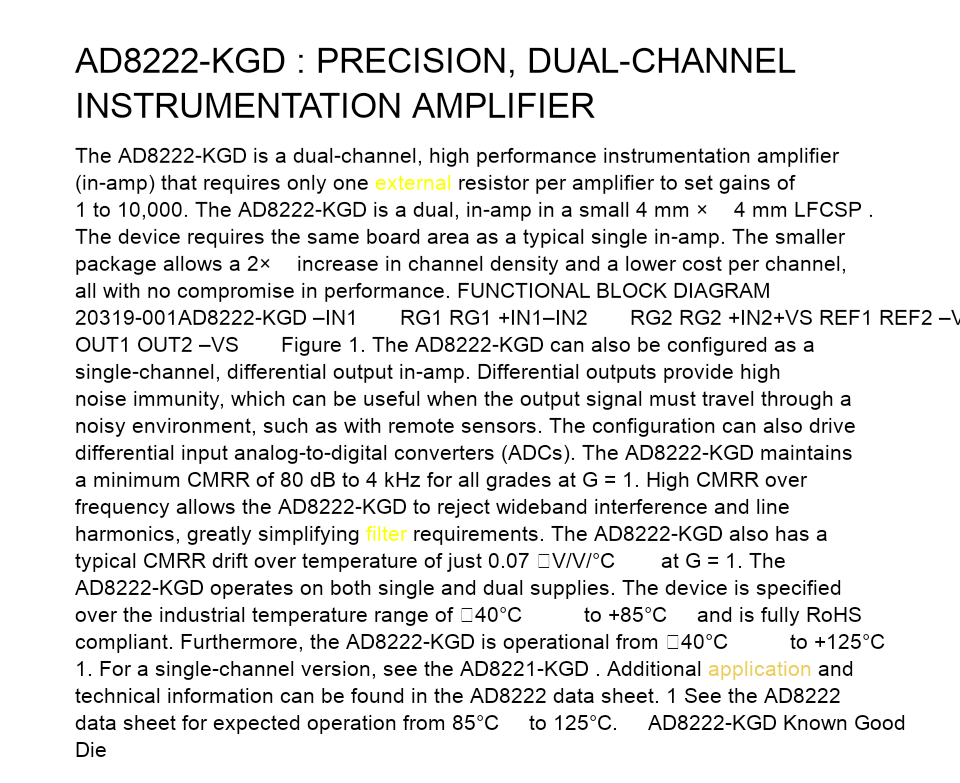 AD8222-KGD : PRECISION, DUAL-CHANNEL
INSTRUMENTATION AMPLIFIER
The AD8222-KGD is a dual-channel, high performance instrumentation amplifier
(in-amp) that requires only one external resistor per amplifier to set gains of
1 to 10,000. The AD8222-KGD is a dual, in-amp in a small 4 mm × 4 mm LFCSP .
The device requires the same board area as a typical single in-amp. The smaller
package allows a 2× increase in channel density and a lower cost per channel,
all with no compromise in performance. FUNCTIONAL BLOCK DIAGRAM
20319-001AD8222-KGD –IN1 RG1 RG1 +IN1–IN2 RG2 RG2 +IN2+VS REF1 REF2 –V
OUT1 OUT2 –VS Figure 1. The AD8222-KGD can also be configured as a
single-channel, differential output in-amp. Differential outputs provide high
noise immunity, which can be useful when the output signal must travel through a
noisy environment, such as with remote sensors. The configuration can also drive
differential input analog-to-digital converters (ADCs). The AD8222-KGD maintains
a minimum CMRR of 80 dB to 4 kHz for all grades at G = 1. High CMRR over
frequency allows the AD8222-KGD to reject wideband interference and line
harmonics, greatly simplifying filter requirements. The AD8222-KGD also has a
typical CMRR drift over temperature of just 0.07 □V/V/°C at G = 1. The
AD8222-KGD operates on both single and dual supplies. The device is specified
over the industrial temperature range of □40°C to +85°C and is fully RoHS
compliant. Furthermore, the AD8222-KGD is operational from □40°C to +125°C
1. For a single-channel version, see the AD8221-KGD . Additional application and
technical information can be found in the AD8222 data sheet. 1 See the AD8222
data sheet for expected operation from 85°C to 125°C. AD8222-KGD Known Good
Die